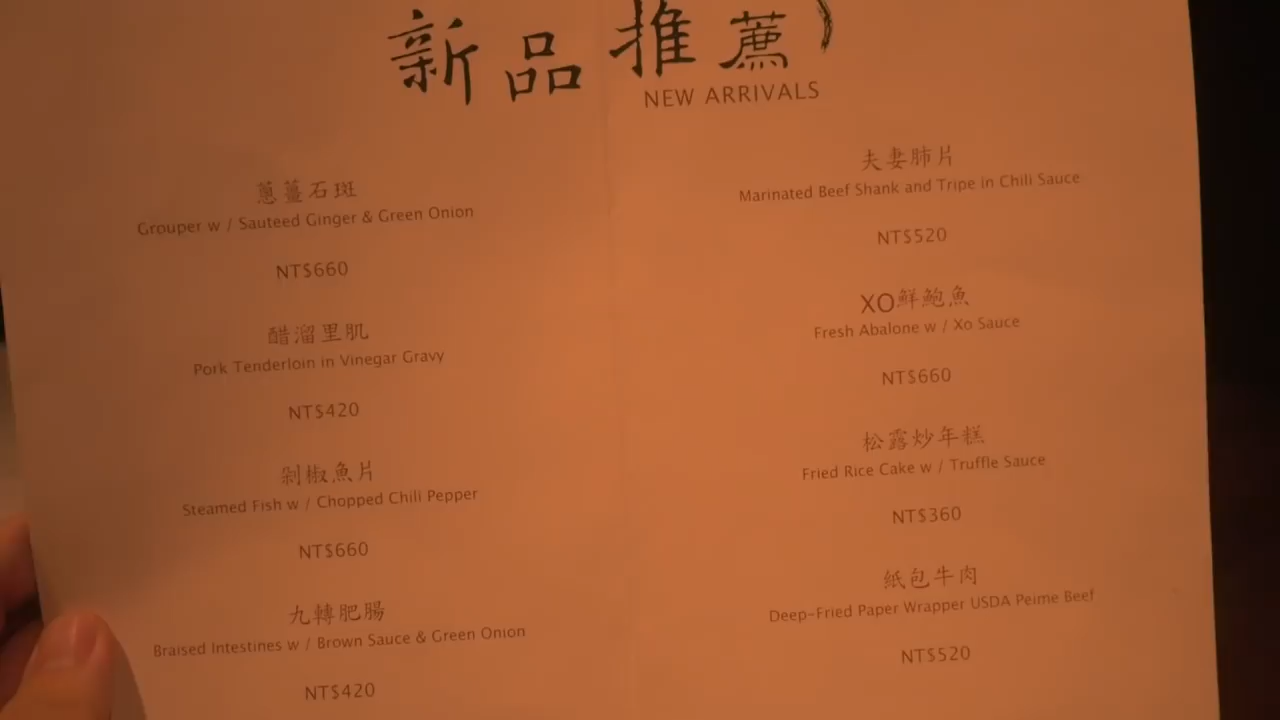 新品推薦
NEW ARRIVALS
蔥薑石斑
Grouper w / Sauteed Ginger & Green Onion
NT$660
醋溜里肌
Pork Tenderloin in Vinegar Gravy
NT$420
剁椒魚片
Steamed Fish w / Chopped Chili Pepper
NT$660
九轉肥腸
Braised Intestines w / Brown Sauce & Green Onion
NT$420
夫妻肺片
Marinated Beef Shank and Tripe in Chili Sauce
NT$520
XO鮮鮑魚
Fresh Abalone w / Xo Sauce
NT$660
松露炒年糕
Fried Rice Cake w / Truffle Sauce
NT$360
紙包牛肉
Deep-Fried Paper Wrapper USDA Peime Beef
NT$520